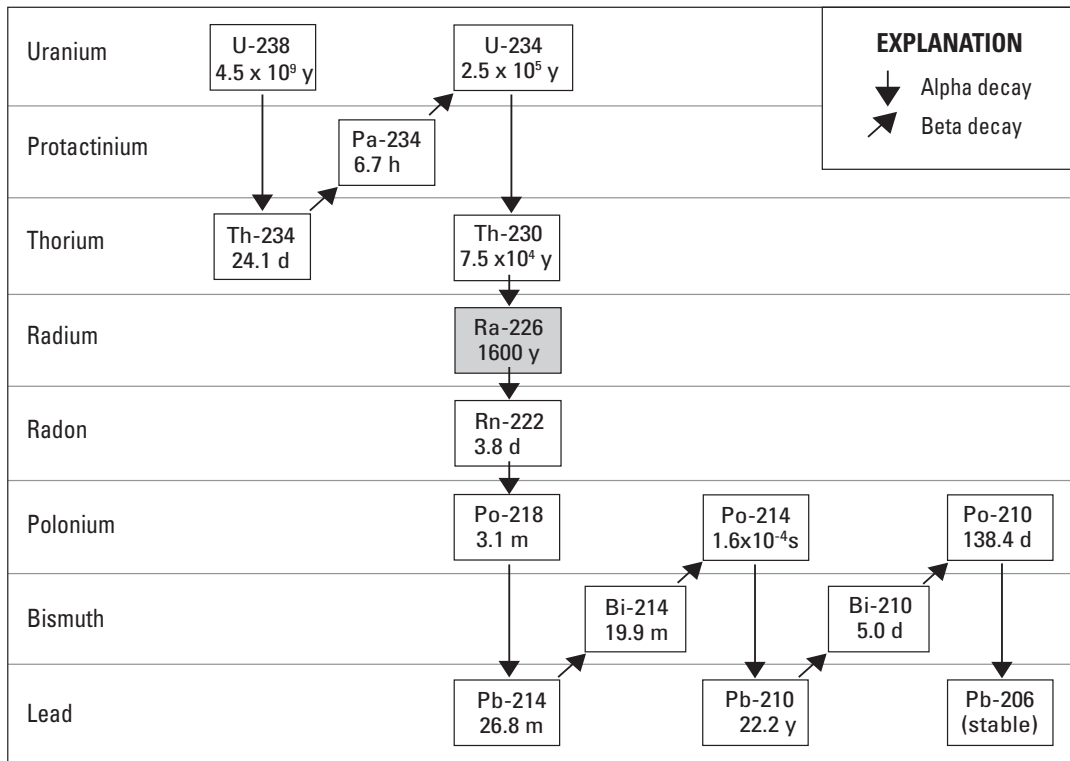 Uranium
U-238
4.5 x 10⁹ y
U-234
2.5 x 10⁵ y
EXPLANATION
Alpha decay
Beta decay
Protactinium
Pa-234
6.7 h
Thorium
Th-234
24.1 d
Th-230
7.5 x10⁴ y
Radium
Ra-226
1600 y
Radon
Rn-222
3.8 d
Polonium
Po-218
3.1 m
Po-214
1.6x10⁻⁴s
Po-210
138.4 d
Bismuth
Bi-214
19.9 m
Bi-210
5.0 d
Lead
Pb-214
26.8 m
Pb-210
22.2 y
Pb-206
(stable)